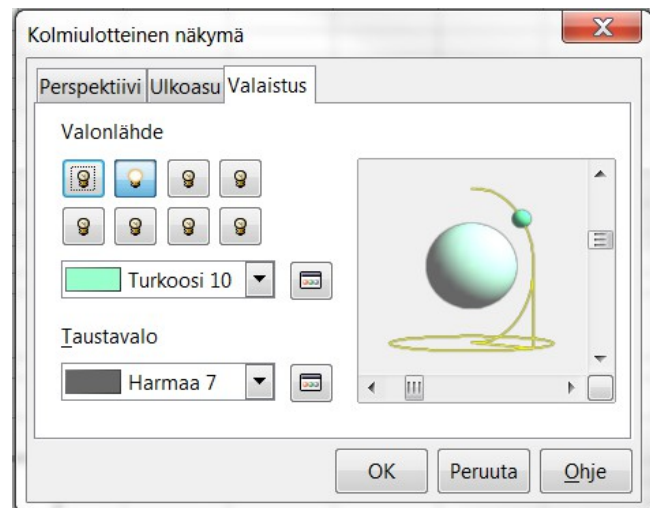 Kolmiulotteinen näkymä
Perspektiivi Ulkoasu Valaistus
Valonlähde
Turkoosi 10
Taustavalo
Harmaa 7
OK Peruuta Ohje